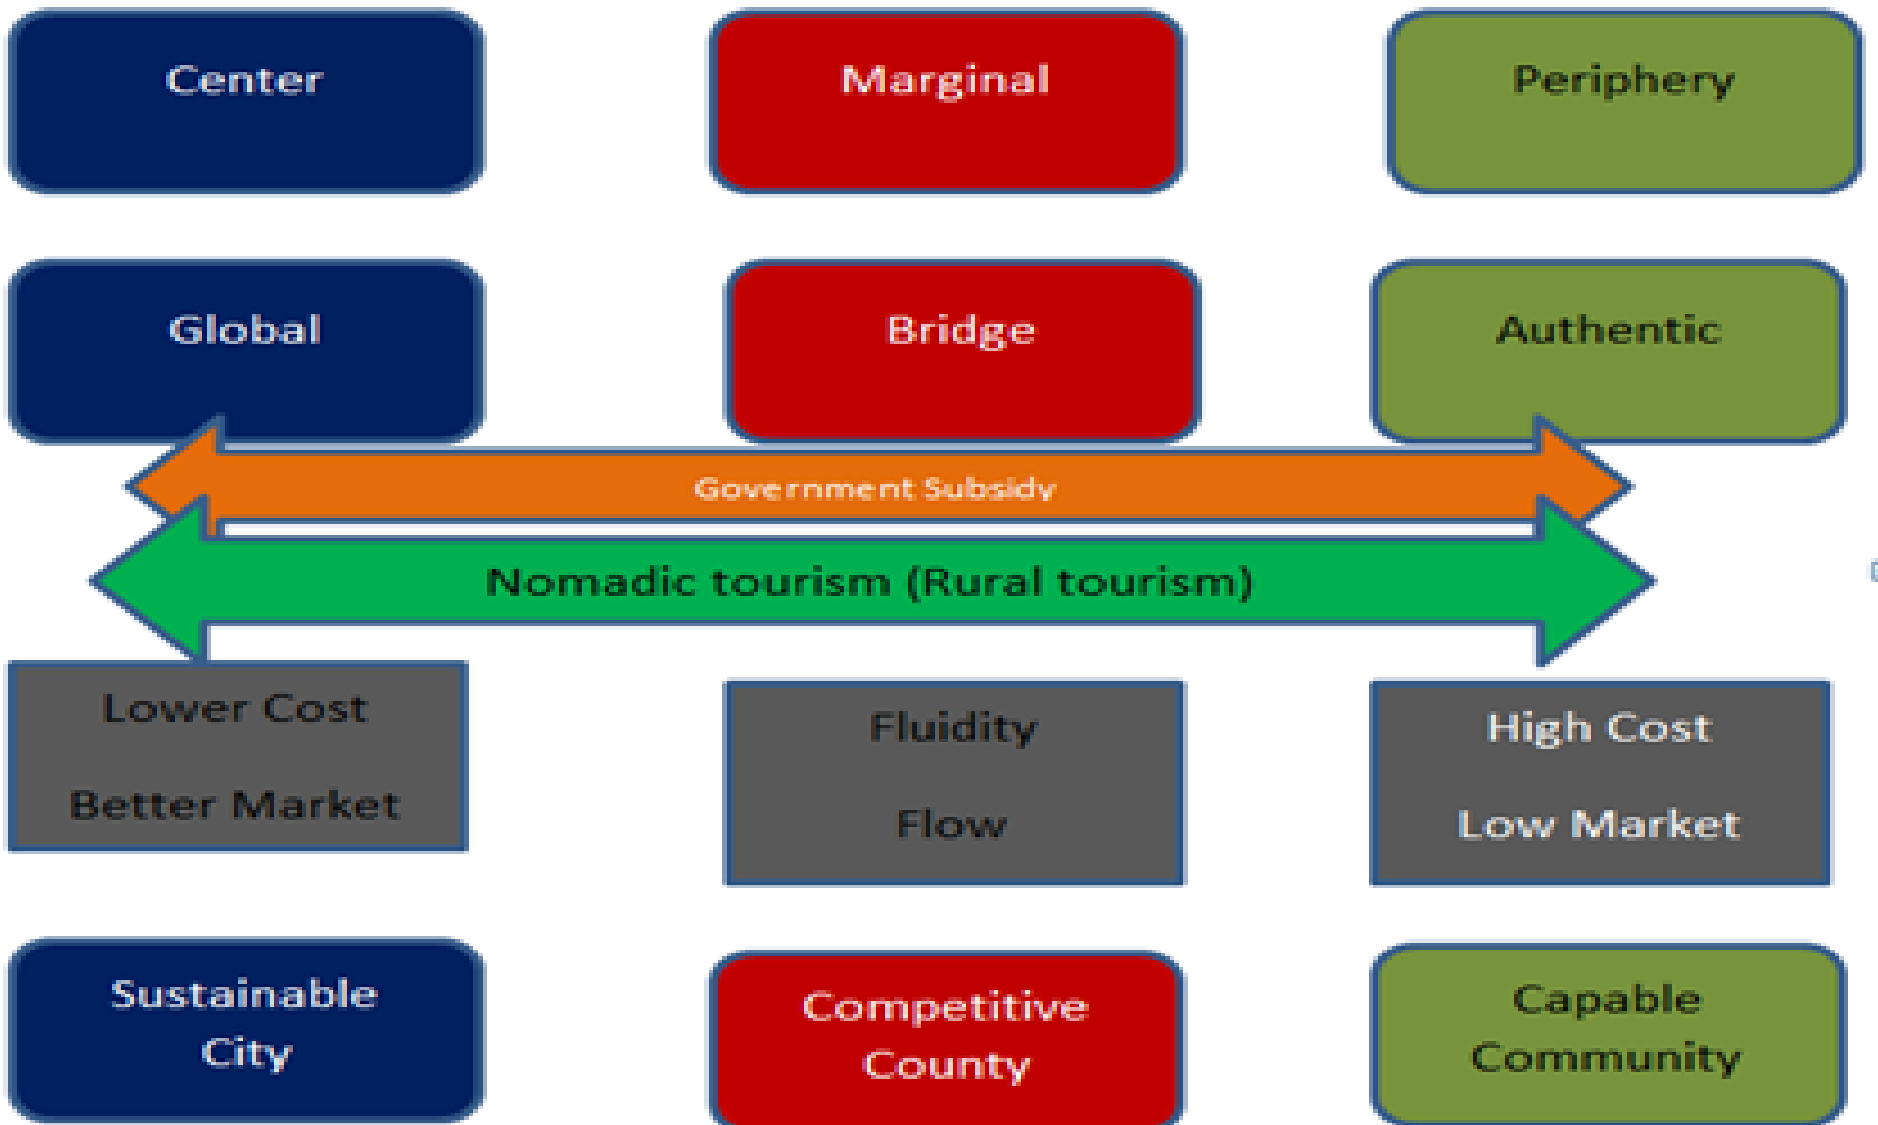 Center
Marginal
Periphery
Global
Bridge
Authentic
Government Subsidy
Nomadic tourism (Rural tourism)
Lower Cost
Better Market
Fluidity
Flow
High Cost
Low Market
Sustainable
City
Competitive
County
Capable
Community